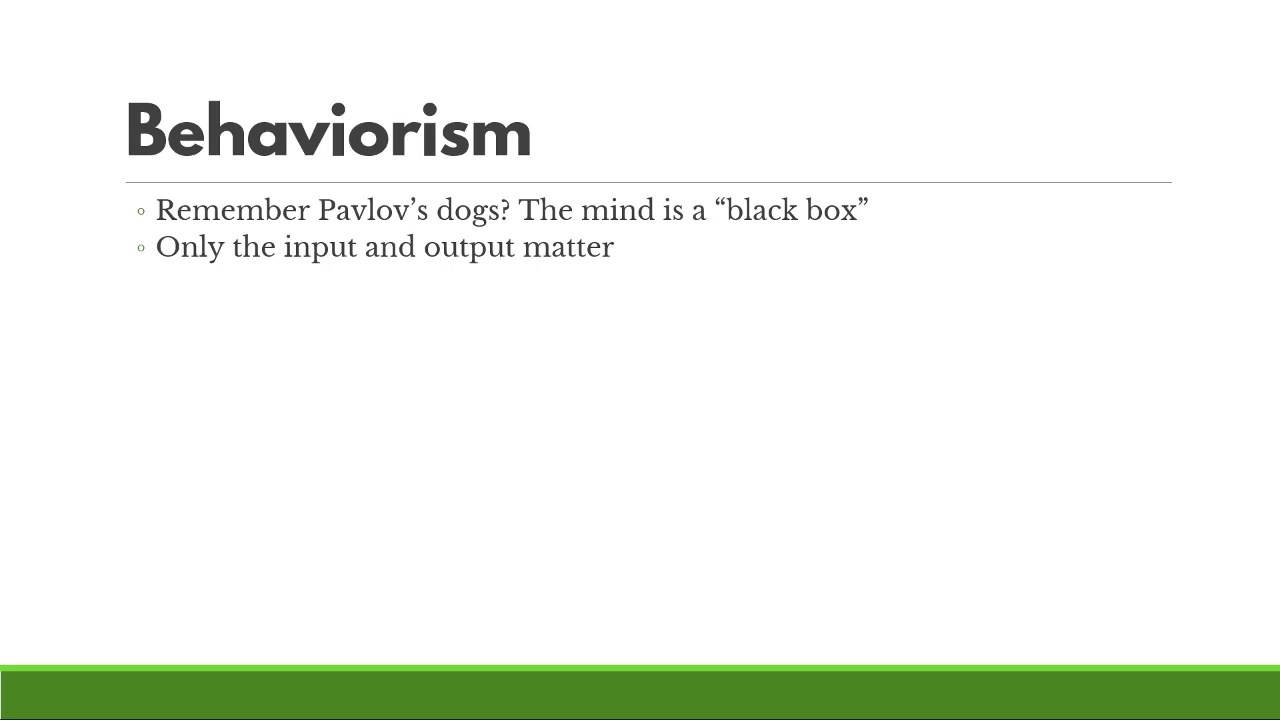 Behaviorism
◦ Remember Pavlov’s dogs? The mind is a “black box”
◦ Only the input and output matter